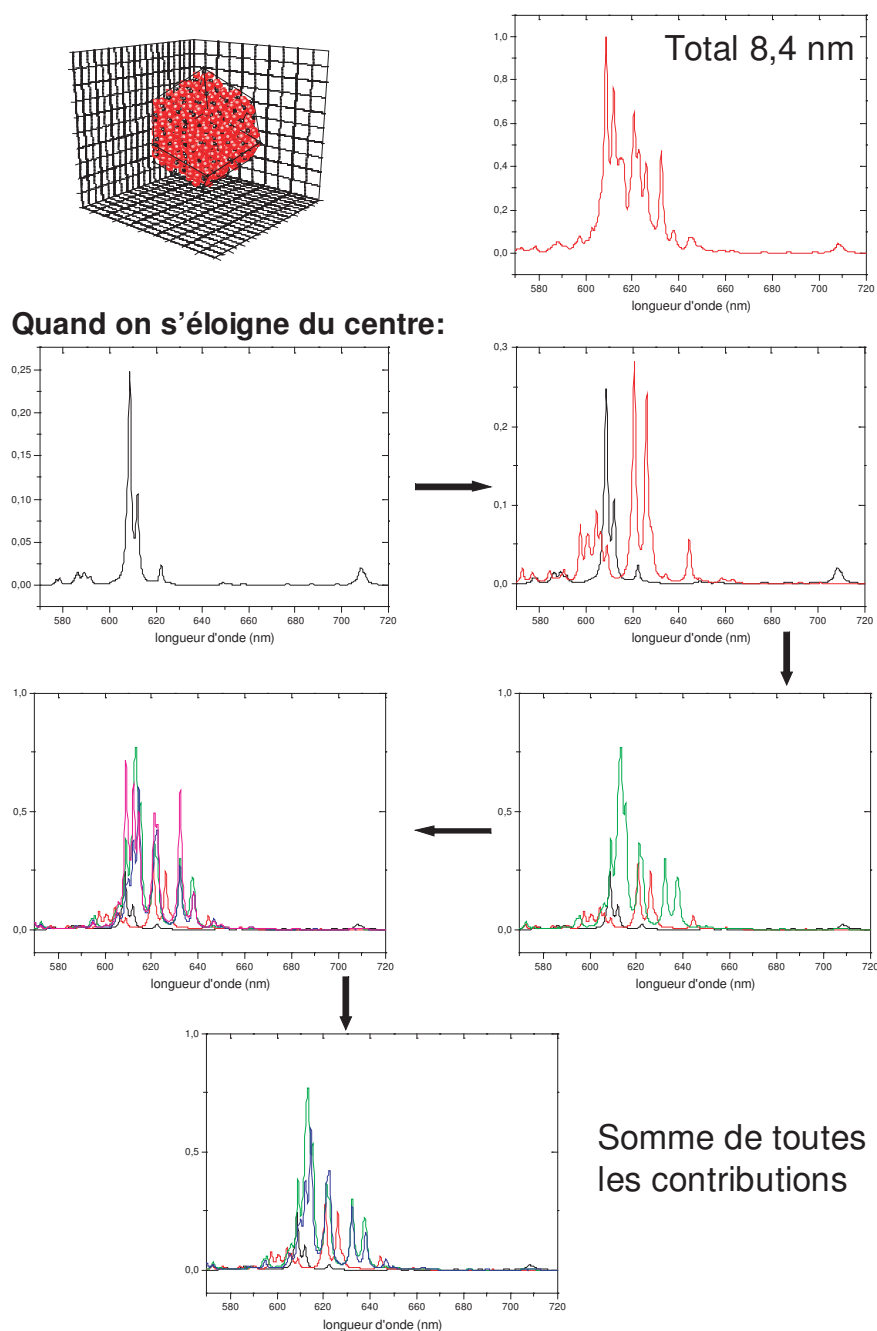 Total 8,4 nm
1,0
0,8
0,6
0,4
0,2
0,0
580 600 620 640 660 680 700 720
longueur d'onde (nm)
Quand on s'éloigne du centre:
0,25
0,20
0,15
0,10
0,05
0,00
580 600 620 640 660 680 700 720
longueur d'onde (nm)
0,3
0,2
0,1
0,0
580 600 620 640 660 680 700 720
longueur d'onde (nm)
1,0
0,5
0,0
580 600 620 640 660 680 700 720
longueur d'onde (nm)
1,0
0,5
0,0
580 600 620 640 660 680 700 720
longueur d'onde (nm)
1,0
0,5
0,0
580 600 620 640 660 680 700 720
longueur d'onde (nm)
Somme de toutes
les contributions